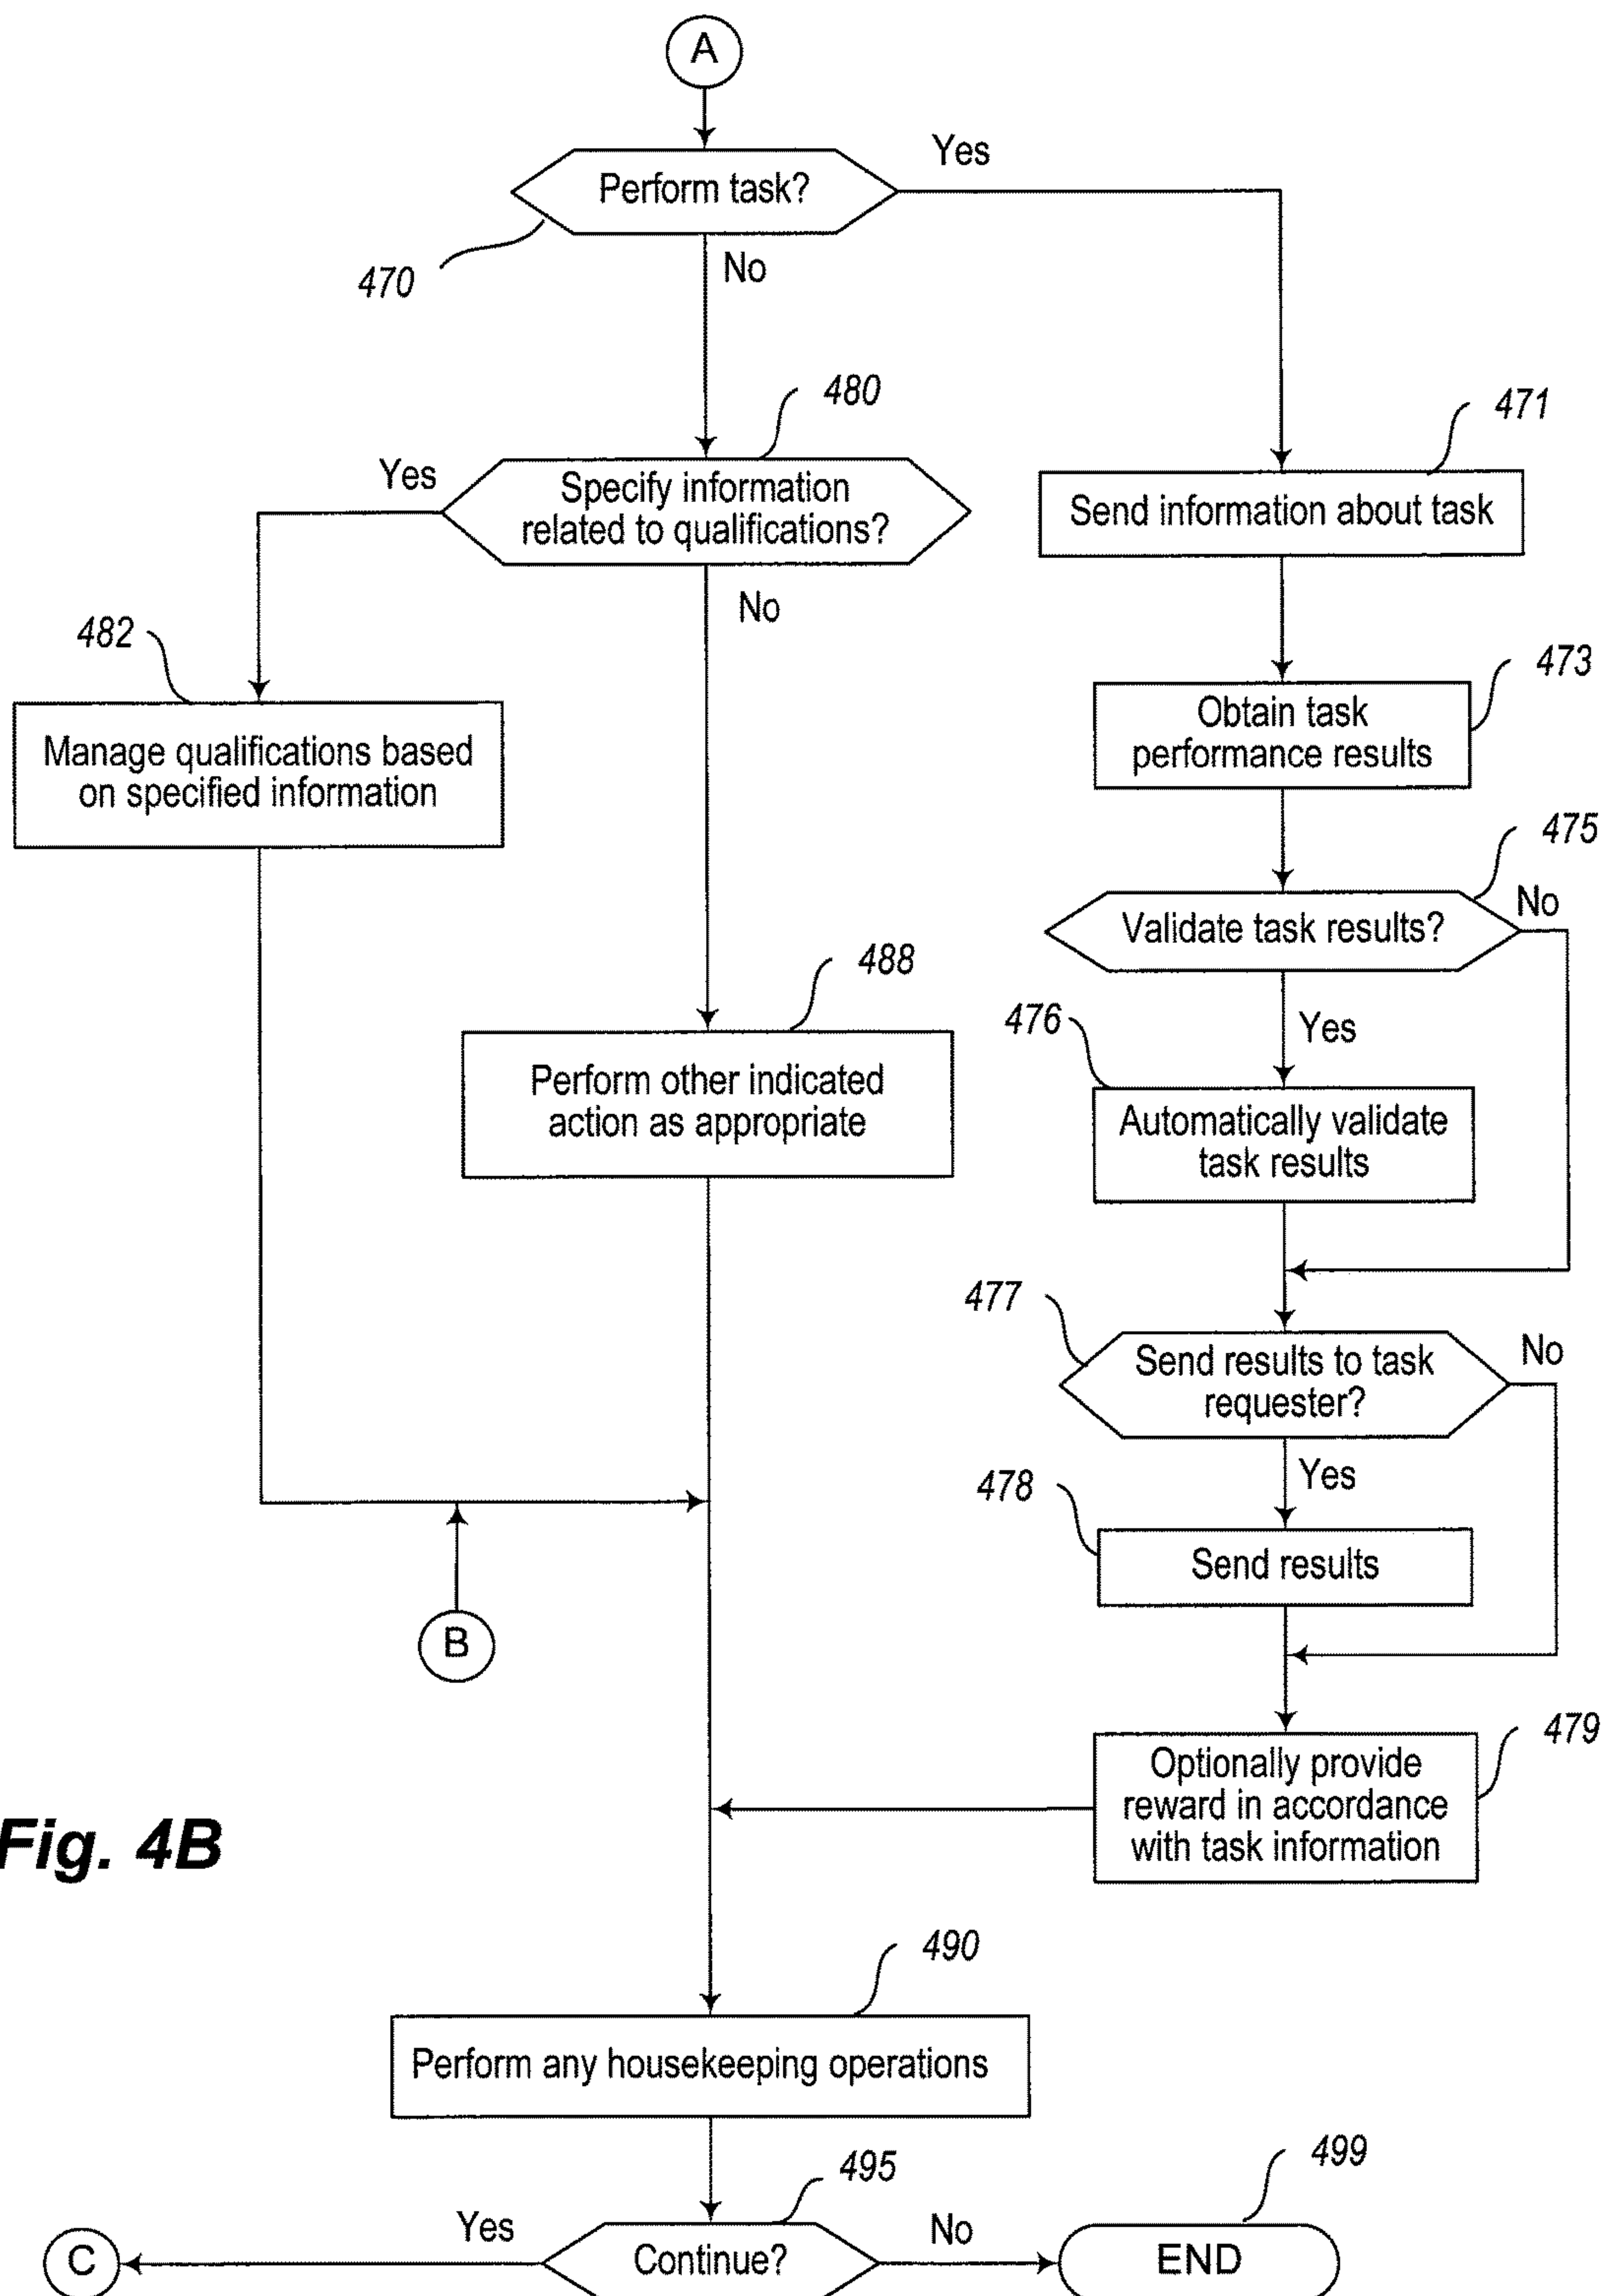 A
Perform task?
Yes
470
No
480
Specify information
related to qualifications?
Yes
No
471
Send information about task
482
Manage qualifications based
on specified information
473
Obtain task
performance results
475
Validate task results?
No
Yes
488
Perform other indicated
action as appropriate
476
Automatically validate
task results
477
Send results to task
requester?
No
Yes
478
Send results
B
479
Optionally provide
reward in accordance
with task information
Fig. 4B
490
Perform any housekeeping operations
495
Continue?
Yes
C
No
499
END